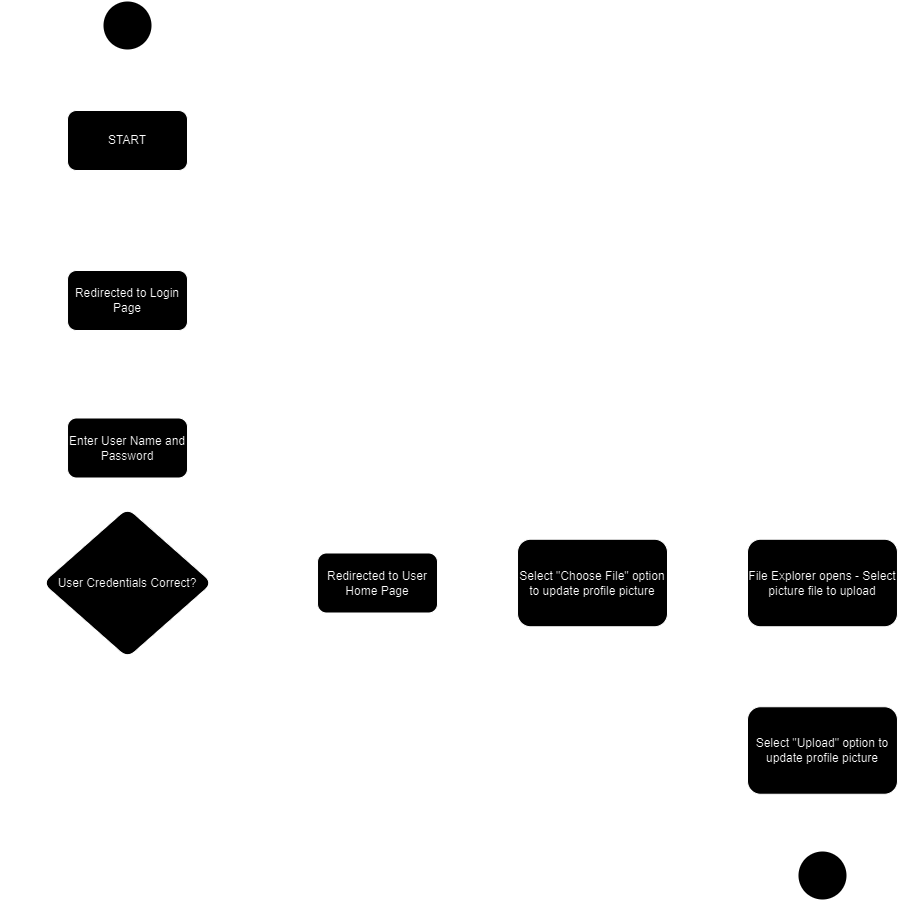 START
Redirected to Login
Page
Enter User Name and
Password
User Credentials Correct?
Redirected to User
Home Page
Select "Choose File" option
to update profile picture
File Explorer opens - Select
picture file to upload
Select "Upload" option to
update profile picture